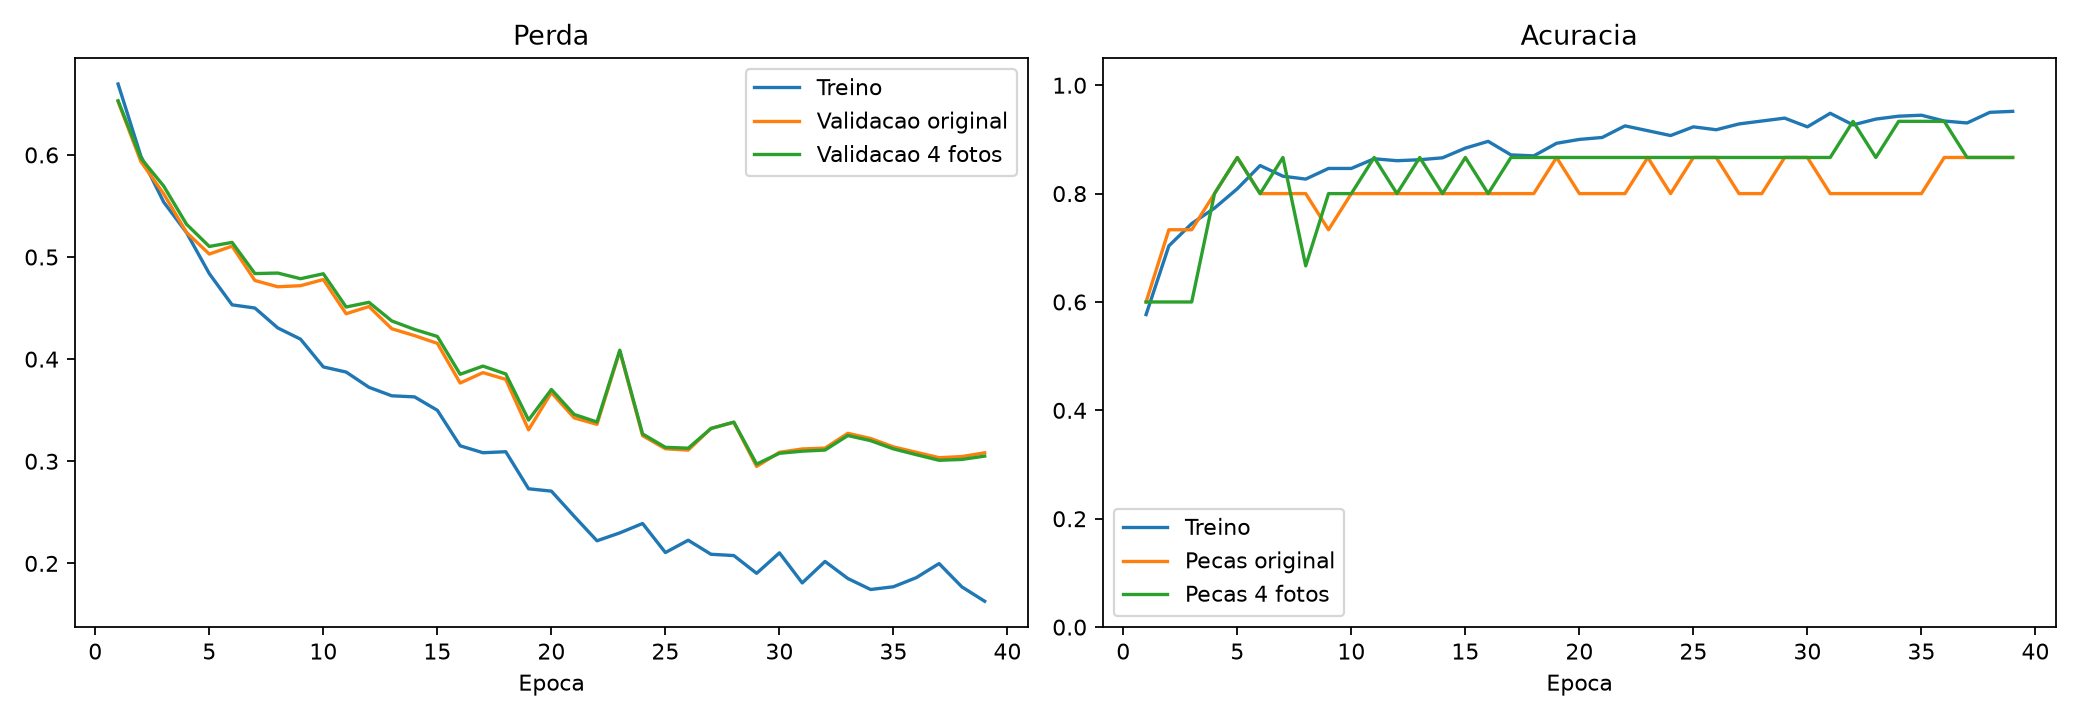 Perda
Treino
Validacao original
Validacao 4 fotos
0.6
0.5
0.4
0.3
0.2
0 5 10 15 20 25 30 35 40
Epoca
Acuracia
1.0
0.8
0.6
0.4
0.2
0.0
Treino
Pecas original
Pecas 4 fotos
0 5 10 15 20 25 30 35 40
Epoca